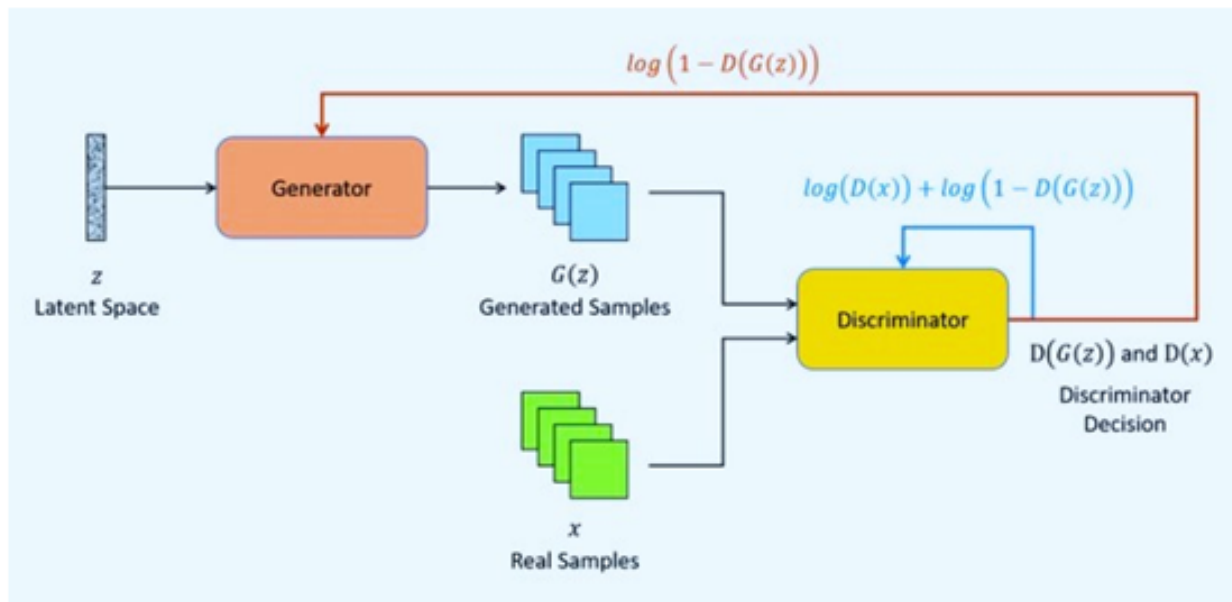 log(1 − D(G(z)))
Generator
log(D(x)) + log(1 − D(G(z)))
z
Latent Space
G(z)
Generated Samples
Discriminator
D(G(z)) and D(x)
Discriminator
Decision
x
Real Samples